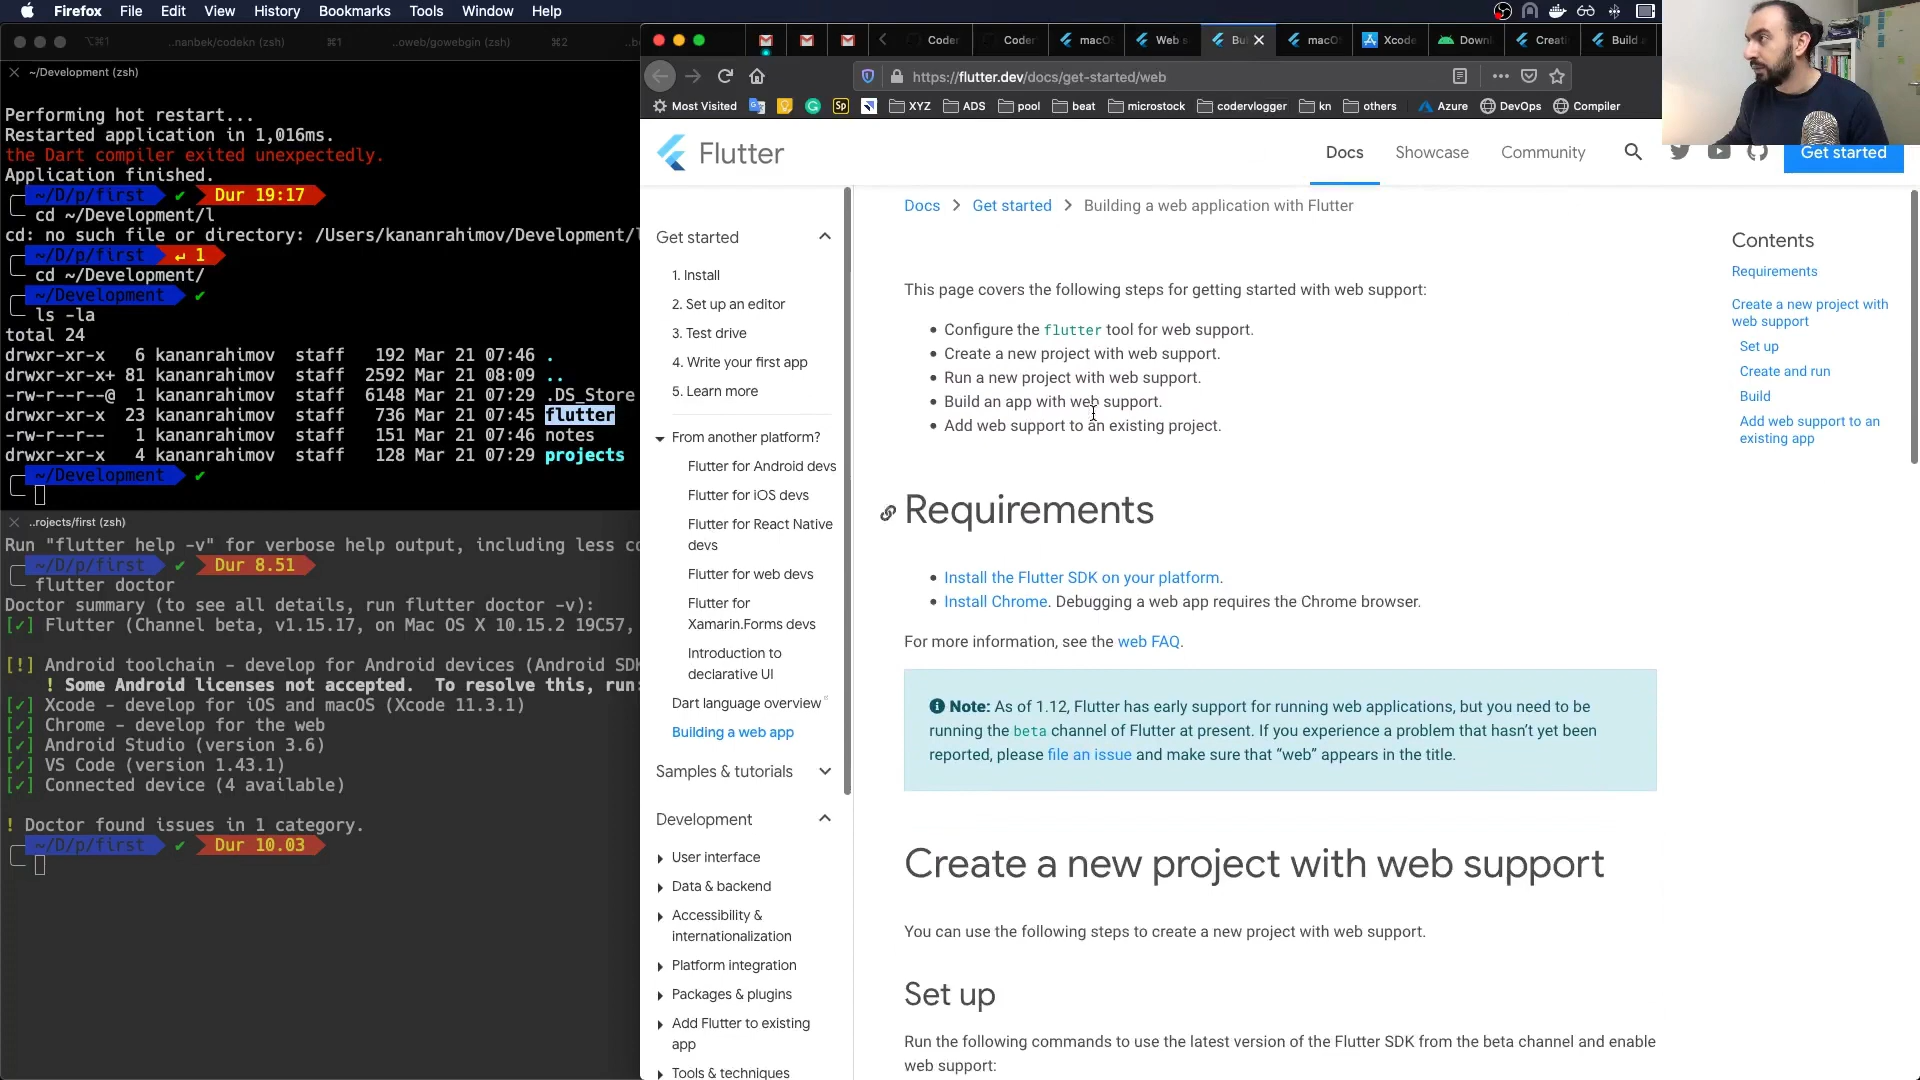 Firefox File Edit View History Bookmarks Tools Window Help
⌥⌘1 ..nanbek/codekn (zsh) ⌘1 ..oweb/gowebgin (zsh) ⌘2
~/Development (zsh)
Performing hot restart...
Restarted application in 1,016ms.
the Dart compiler exited unexpectedly.
Application finished.
~/D/p/first ✔ Dur 19:17
cd ~/Development/l
cd: no such file or directory: /Users/kananrahimov/Development/l
~/D/p/first ↵ 1
cd ~/Development/
~/Development ✔
ls -la
total 24
drwxr-xr-x 6 kananrahimov staff 192 Mar 21 07:46 .
drwxr-xr-x+ 81 kananrahimov staff 2592 Mar 21 08:09 ..
-rw-r--r--@ 1 kananrahimov staff 6148 Mar 21 07:29 .DS_Store
drwxr-xr-x 23 kananrahimov staff 736 Mar 21 07:45 flutter
-rw-r--r-- 1 kananrahimov staff 151 Mar 21 07:46 notes
drwxr-xr-x 4 kananrahimov staff 128 Mar 21 07:29 projects
~/Development ✔
..rojects/first (zsh)
Run "flutter help -v" for verbose help output, including less co
~/D/p/first ✔ Dur 8.51
flutter doctor
Doctor summary (to see all details, run flutter doctor -v):
[✓] Flutter (Channel beta, v1.15.17, on Mac OS X 10.15.2 19C57,
[!] Android toolchain - develop for Android devices (Android SDK
! Some Android licenses not accepted. To resolve this, run:
[✓] Xcode - develop for iOS and macOS (Xcode 11.3.1)
[✓] Chrome - develop for the web
[✓] Android Studio (version 3.6)
[✓] VS Code (version 1.43.1)
[✓] Connected device (4 available)
! Doctor found issues in 1 category.
~/D/p/first ✔ Dur 10.03
Coder Coder macO Web s Bui macO Xcode Downl Creati Build a
https://flutter.dev/docs/get-started/web
Most Visited Sp XYZ ADS pool beat microstock codervlogger kn others Azure DevOps Compiler
Flutter
Docs Showcase Community Get started
Get started
1. Install
2. Set up an editor
3. Test drive
4. Write your first app
5. Learn more
From another platform?
Flutter for Android devs
Flutter for iOS devs
Flutter for React Native
devs
Flutter for web devs
Flutter for
Xamarin.Forms devs
Introduction to
declarative UI
Dart language overview
Building a web app
Samples & tutorials
Development
User interface
Data & backend
Accessibility &
internationalization
Platform integration
Packages & plugins
Add Flutter to existing
app
Tools & techniques
Docs > Get started > Building a web application with Flutter
This page covers the following steps for getting started with web support:
Configure the flutter tool for web support.
Create a new project with web support.
Run a new project with web support.
Build an app with web support.
Add web support to an existing project.
Requirements
Install the Flutter SDK on your platform.
Install Chrome. Debugging a web app requires the Chrome browser.
For more information, see the web FAQ.
Note: As of 1.12, Flutter has early support for running web applications, but you need to be
running the beta channel of Flutter at present. If you experience a problem that hasn't yet been
reported, please file an issue and make sure that “web” appears in the title.
Create a new project with web support
You can use the following steps to create a new project with web support.
Set up
Run the following commands to use the latest version of the Flutter SDK from the beta channel and enable
web support:
Contents
Requirements
Create a new project with
web support
Set up
Create and run
Build
Add web support to an
existing app